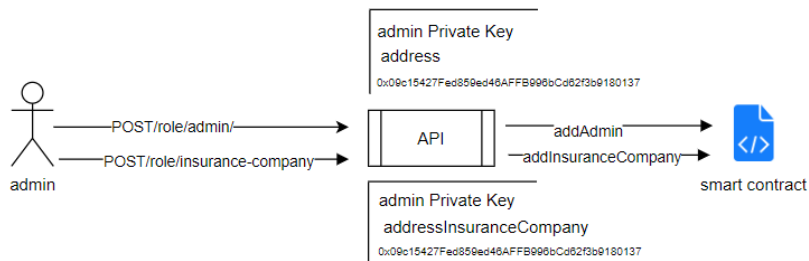 admin Private Key
address
0x09c15427Fed859ed46AFFB996bCd62f3b9180137
POST/role/admin/
API
addAdmin
POST/role/insurance-company
addInsuranceCompany
admin
smart contract
admin Private Key
addressInsuranceCompany
0x09c15427Fed859ed46AFFB996bCd62f3b9180137